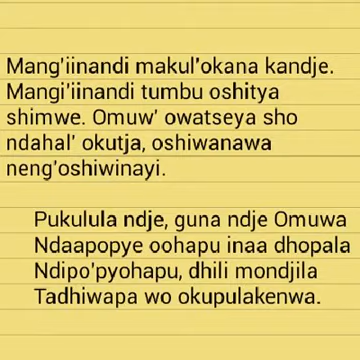 Mang'iinandi makul'okana kandje.
Mangi'iinandi tumbu oshitya
shimwe. Omuw' owatseya sho
ndahal' okutja, oshiwanawa
neng'oshiwinayi.
Pukulula ndje, guna ndje Omuwa
Ndaapopye oohapu inaa dhopala
Ndipo'pyohapu, dhili mondjila
Tadhiwapa wo okupulakenwa.